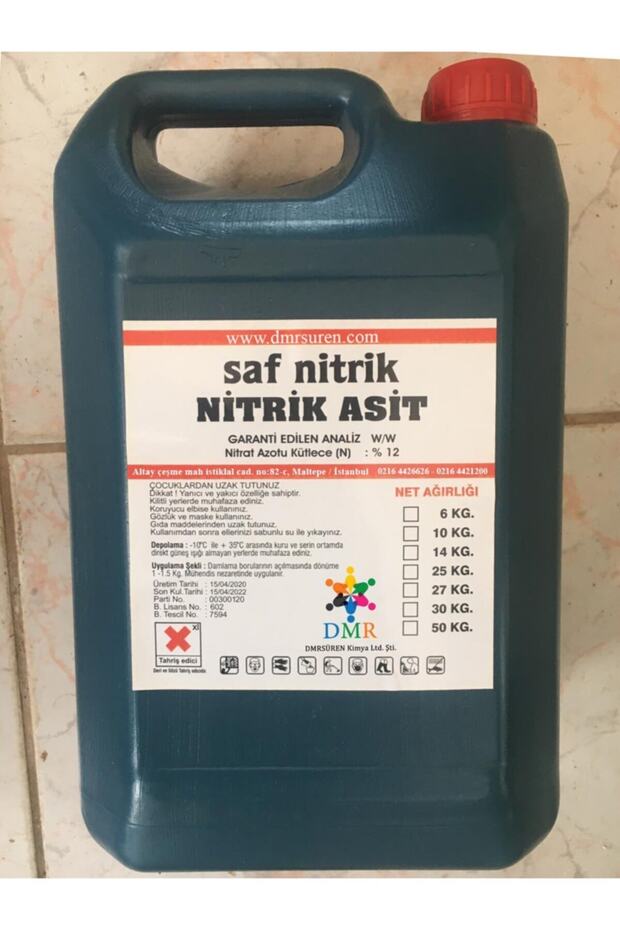 www.dmrsuren.com
saf nitrik
NİTRİK ASİT
GARANTİ EDİLEN ANALİZ W/W
Nitrat Azotu Kütlece (N) : % 12
Altay çeşme mah istiklal cad. no:82-c, Maltepe / İstanbul 0216 4426626 - 0216 4421200
ÇOCUKLARDAN UZAK TUTUNUZ
Dikkat ! Yanıcı ve yakıcı özelliğe sahiptir.
Kilitli yerlerde muhafaza ediniz.
Koruyucu elbise kullanınız.
Gözlük ve maske kullanınız.
Gıda maddelerinden uzak tutunuz.
Kullanımdan sonra ellerinizi sabunlu su ile yıkayınız.
Depolama : -10°C ile + 35°C arasında kuru ve serin ortamda
direkt güneş ışığı almayan yerlerde muhafaza ediniz.
Uygulama Şekli : Damlama borularının açılmasında dönüme
1 -1.5 Kg. Mühendis nezaretinde uygulanır.
Üretim Tarihi : 15/04/2020
Son Kul.Tarihi : 15/04/2022
Parti No. : 00300120
B. Lisans No. : 602
B. Tescil No. : 7594
NET AĞIRLIĞI
6 KG.
10 KG.
14 KG.
25 KG.
27 KG.
30 KG.
50 KG.
Xİ
Tahriş edici
Deri ve Gözü Tahriş edicidir.
DMR
DMRSÜREN Kimya Ltd. Şti.